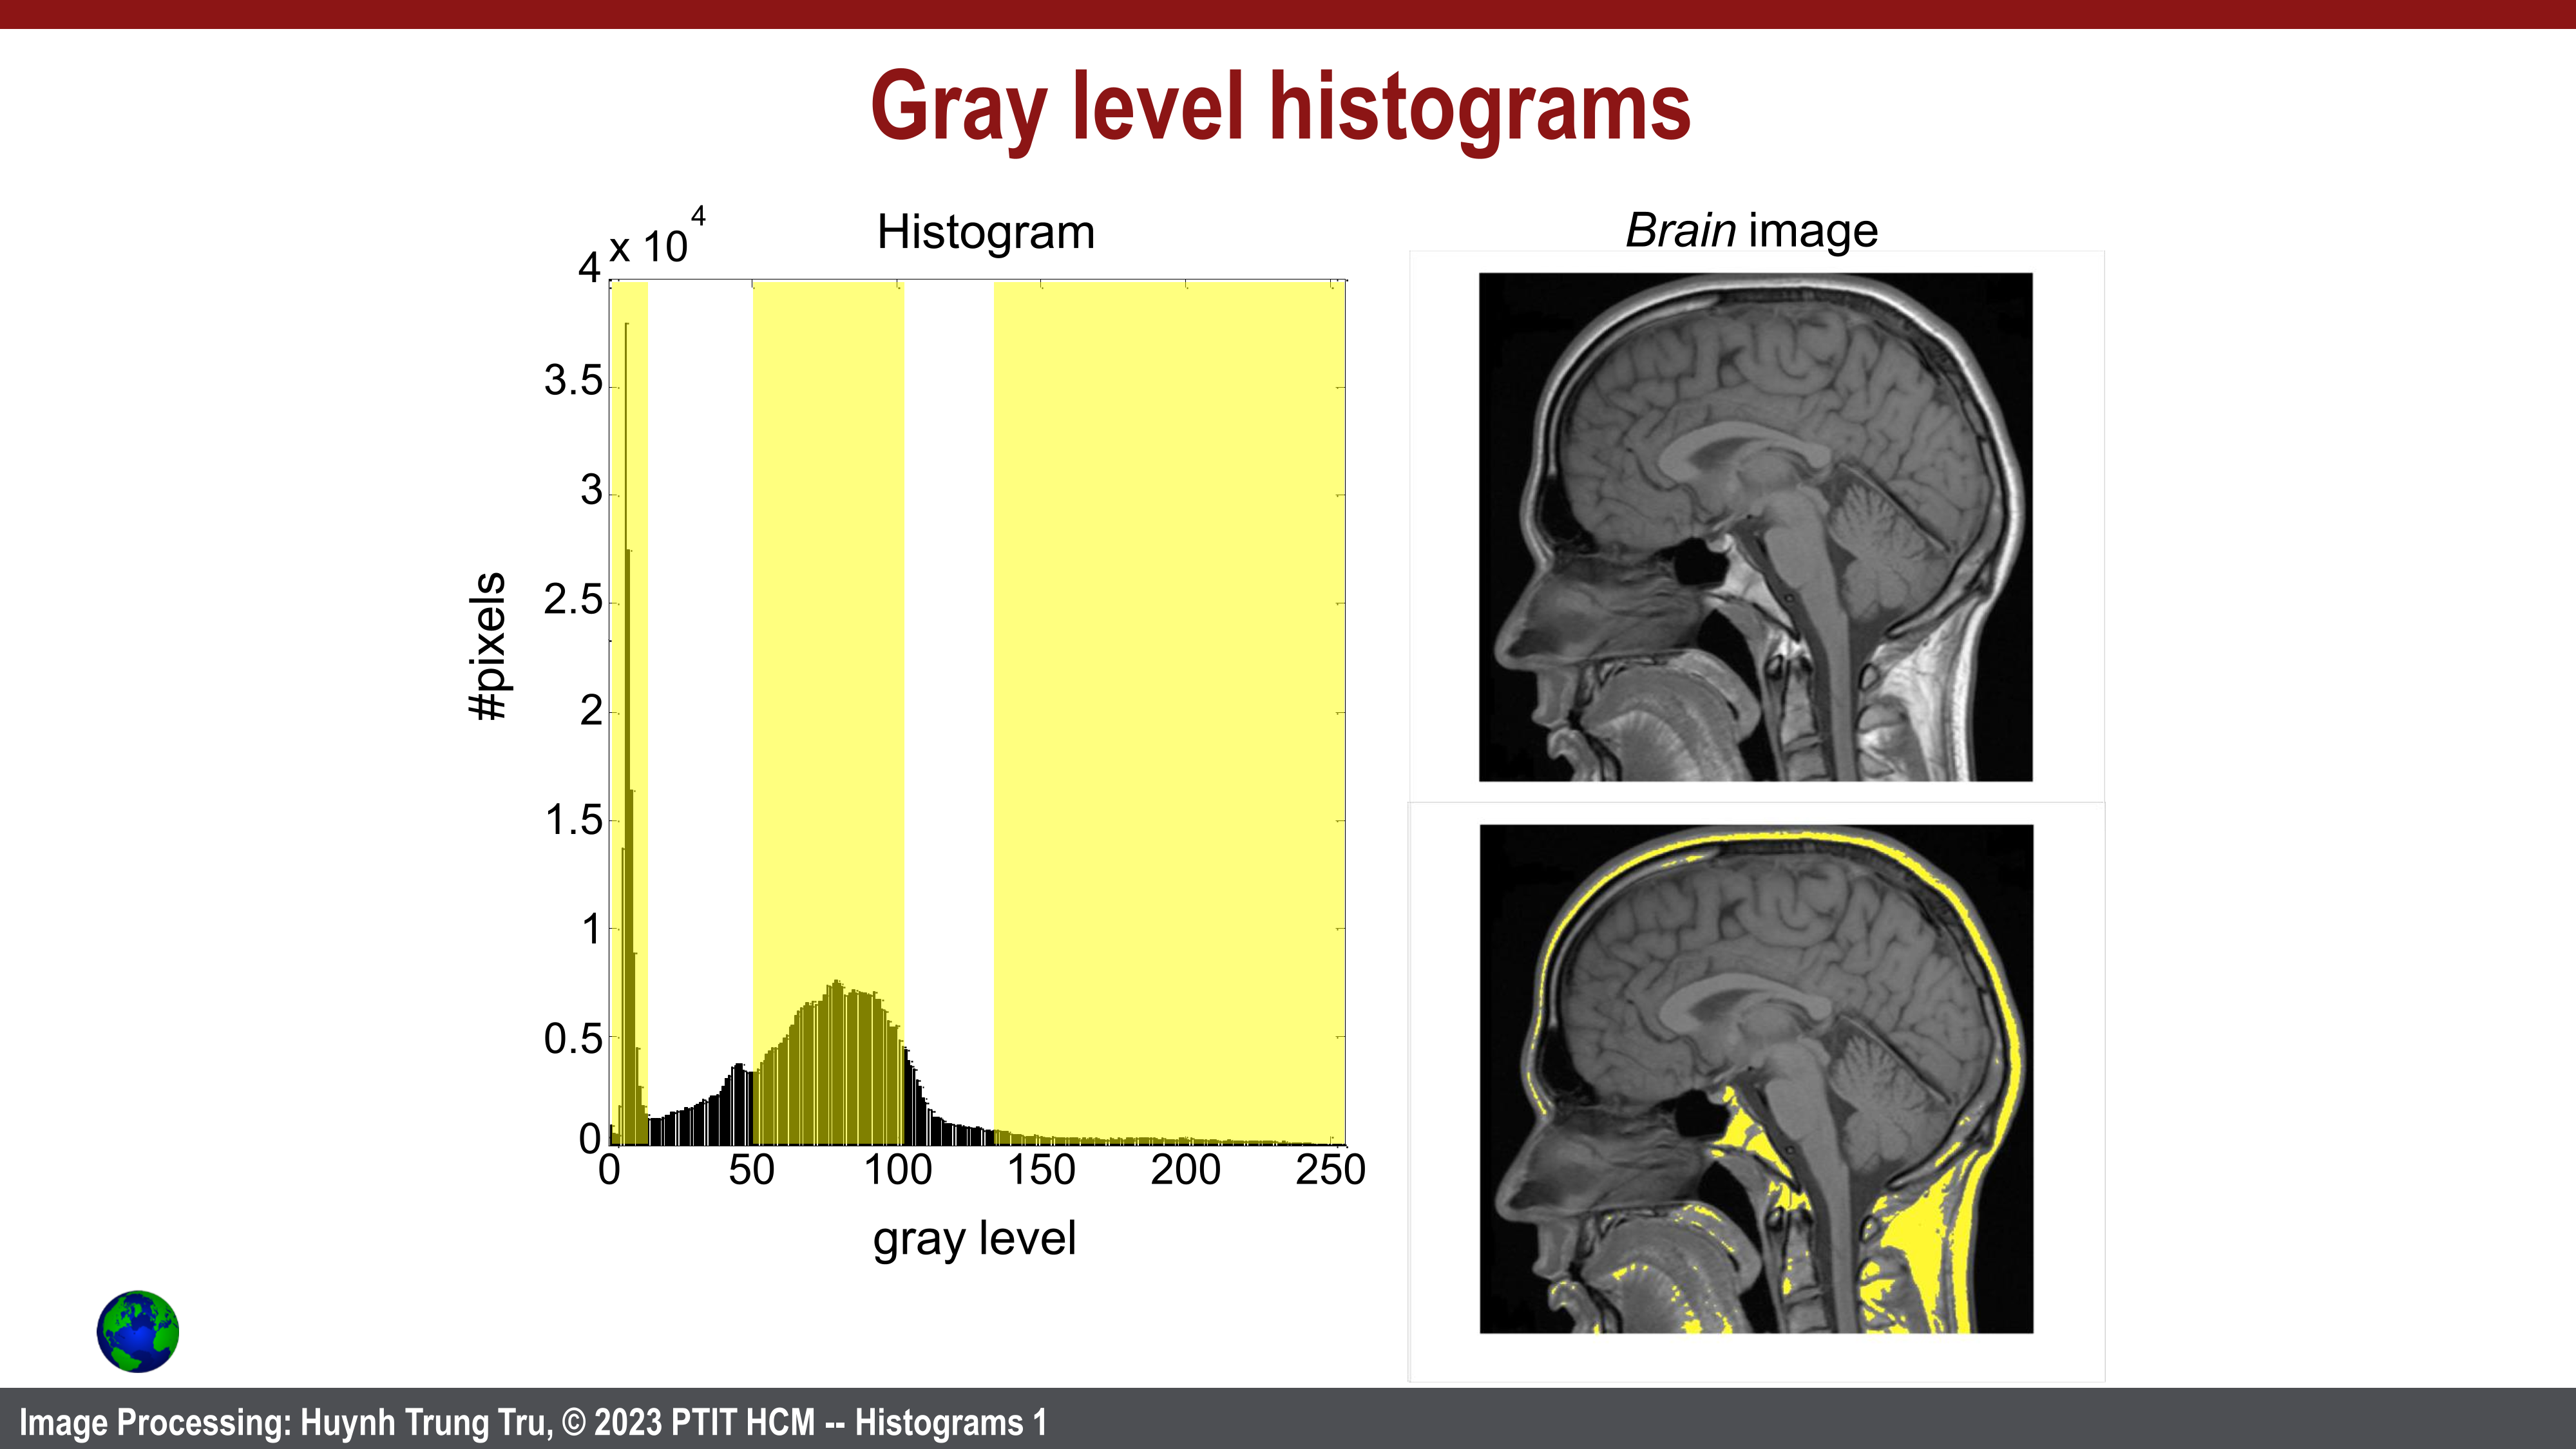 Gray level histograms
Histogram
x 10^4
4
3.5
3
2.5
2
1.5
1
0.5
0
#pixels
0 50 100 150 200 250
gray level
Brain image
Image Processing: Huynh Trung Tru, © 2023 PTIT HCM -- Histograms 1